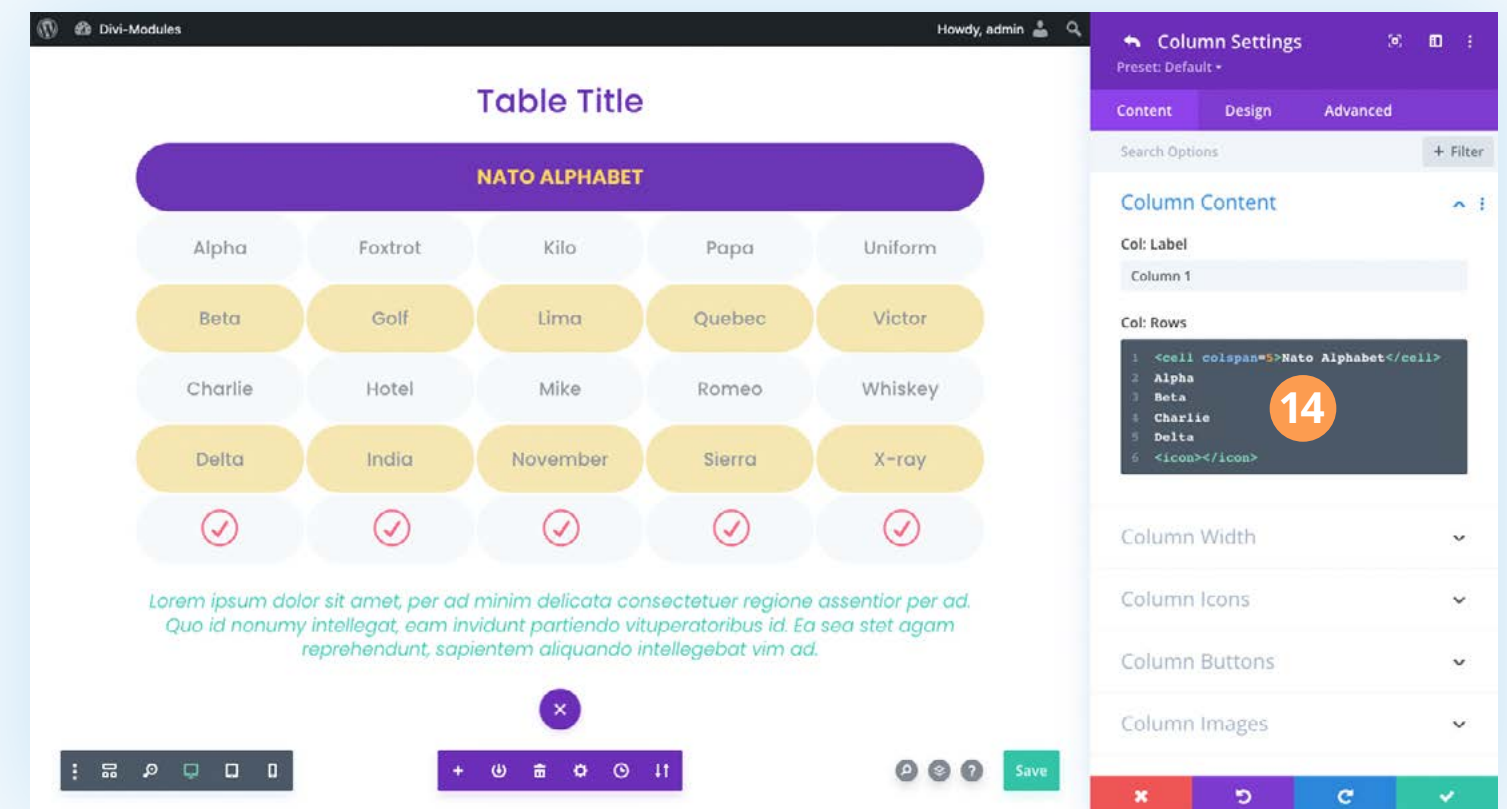 Divi-Modules
Howdy, admin
Table Title
NATO ALPHABET
Alpha Foxtrot Kilo Papa Uniform
Beta Golf Lima Quebec Victor
Charlie Hotel Mike Romeo Whiskey
Delta India November Sierra X-ray
Lorem ipsum dolor sit amet, per ad minim delicata consectetuer regione assentior per ad.
Quo id nonumy intellegat, eam invidunt partiendo vituperatoribus id. Ea sea stet agam
reprehendunt, sapientem aliquando intellegebat vim ad.
Save
Column Settings
Preset: Default
Content Design Advanced
Search Options + Filter
Column Content
Col: Label
Column 1
Col: Rows
1 <cell colspan=5>Nato Alphabet</cell>
2 Alpha
3 Beta
4 Charlie
5 Delta
6 <icon></icon>
14
Column Width
Column Icons
Column Buttons
Column Images